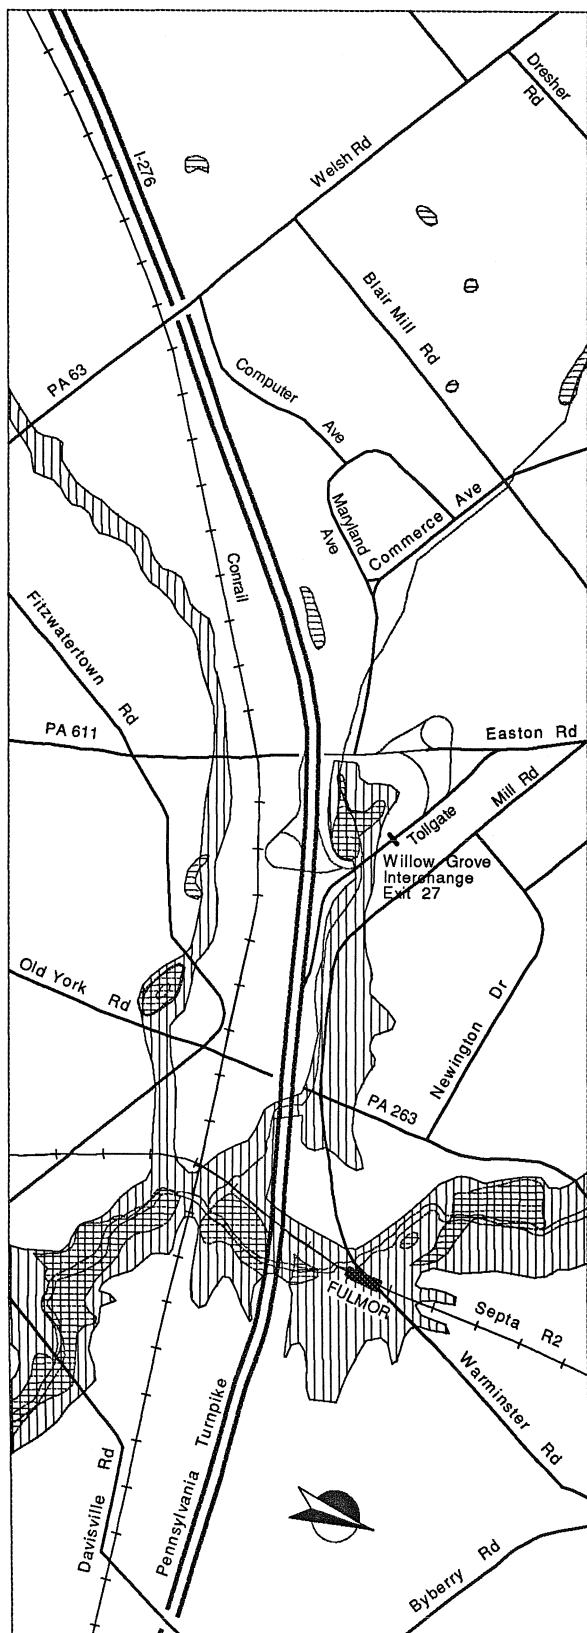 Dresher
Rd
Welsh Rd
I-276
Blair Mill Rd
PA 63
Computer Ave
Maryland
Ave
Commerce Ave
Conrail
Fitzwatertown Rd
PA 611
Easton Rd
Mill Rd
Tollgate
Willow Grove
Interchange
Exit 27
Old York Rd
Newington Dr
PA 263
FULMOR
Septa R2
Warminster Rd
Pennsylvania Turnpike
Davisville Rd
Byberry Rd